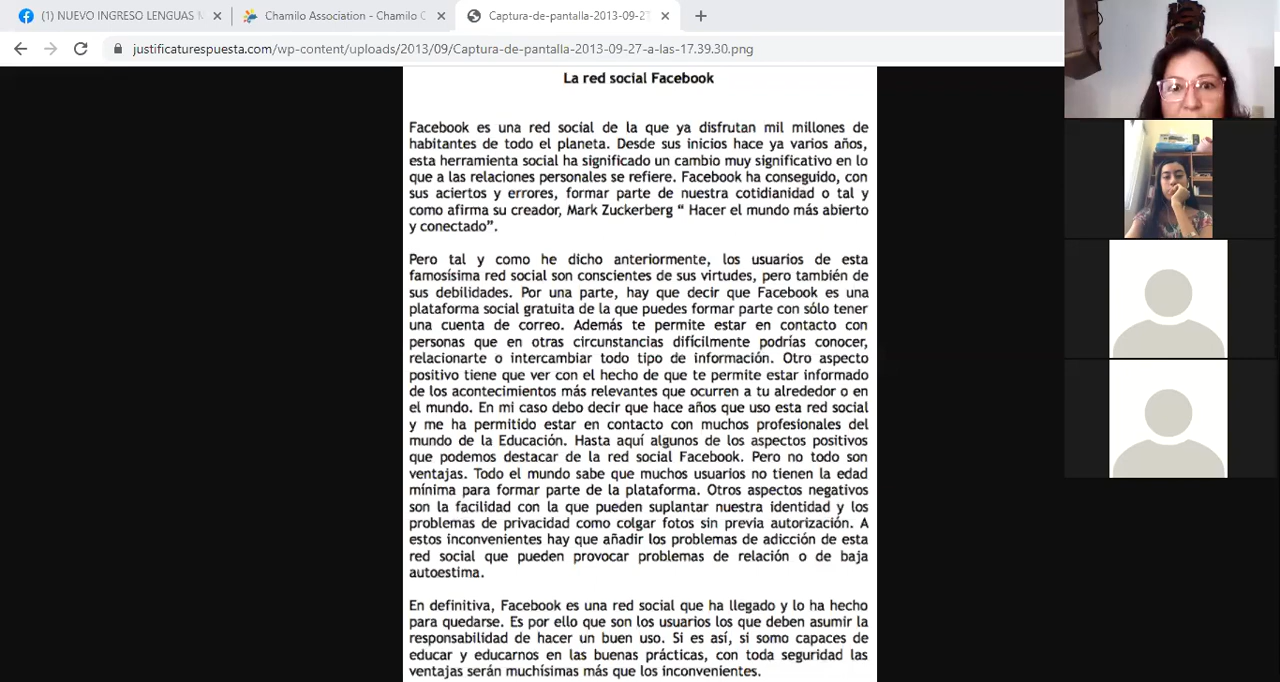 (1) NUEVO INGRESO LENGUAS
Chamilo Association - Chamilo
Captura-de-pantalla-2013-09-27
justificaturespuesta.com/wp-content/uploads/2013/09/Captura-de-pantalla-2013-09-27-a-las-17.39.30.png
La red social Facebook
Facebook es una red social de la que ya disfrutan mil millones de
habitantes de todo el planeta. Desde sus inicios hace ya varios años,
esta herramienta social ha significado un cambio muy significativo en lo
que a las relaciones personales se refiere. Facebook ha conseguido, con
sus aciertos y errores, formar parte de nuestra cotidianidad o tal y
como afirma su creador, Mark Zuckerberg “ Hacer el mundo más abierto
y conectado”.
Pero tal y como he dicho anteriormente, los usuarios de esta
famosísima red social son conscientes de sus virtudes, pero también de
sus debilidades. Por una parte, hay que decir que Facebook es una
plataforma social gratuita de la que puedes formar parte con sólo tener
una cuenta de correo. Además te permite estar en contacto con
personas que en otras circunstancias difícilmente podrías conocer,
relacionarte o intercambiar todo tipo de información. Otro aspecto
positivo tiene que ver con el hecho de que te permite estar informado
de los acontecimientos más relevantes que ocurren a tu alrededor o en
el mundo. En mi caso debo decir que hace años que uso esta red social
y me ha permitido estar en contacto con muchos profesionales del
mundo de la Educación. Hasta aquí algunos de los aspectos positivos
que podemos destacar de la red social Facebook. Pero no todo son
ventajas. Todo el mundo sabe que muchos usuarios no tienen la edad
mínima para formar parte de la plataforma. Otros aspectos negativos
son la facilidad con la que pueden suplantar nuestra identidad y los
problemas de privacidad como colgar fotos sin previa autorización. A
estos inconvenientes hay que añadir los problemas de adicción de esta
red social que pueden provocar problemas de relación o de baja
autoestima.
En definitiva, Facebook es una red social que ha llegado y lo ha hecho
para quedarse. Es por ello que son los usuarios los que deben asumir la
responsabilidad de hacer un buen uso. Si es así, si somo capaces de
educar y educarnos en las buenas prácticas, con toda seguridad las
ventajas serán muchísimas más que los inconvenientes.